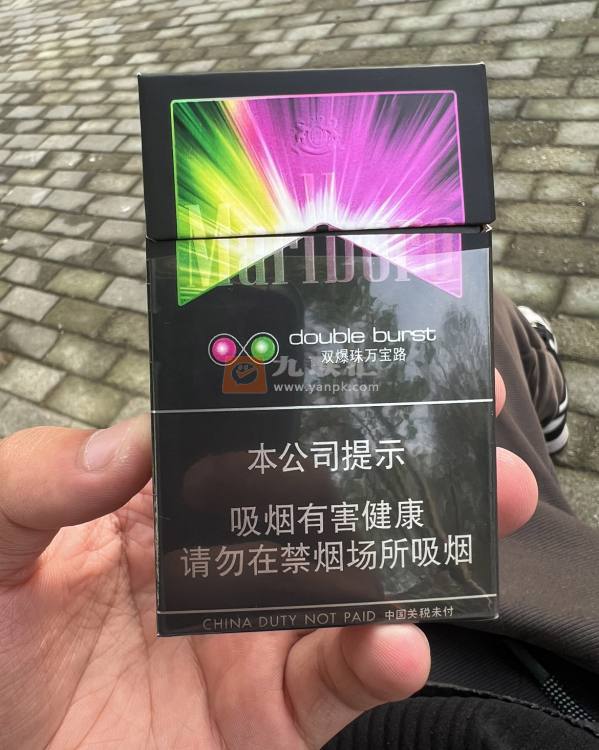 Marlboro
double burst
双爆珠万宝路
www.yanpk.com
本公司提示
吸烟有害健康
请勿在禁烟场所吸烟
CHINA DUTY NOT PAID 中国关税未付